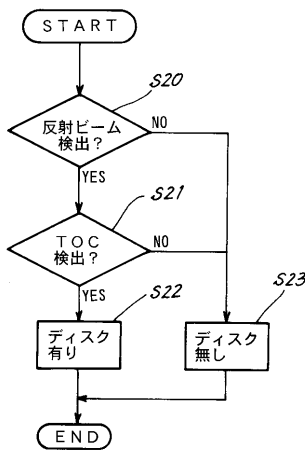 START
S20
反射ビーム
検出?
NO
YES
S21
TOC
検出?
NO
YES
S22
S23
ディスク
有り
ディスク
無し
END